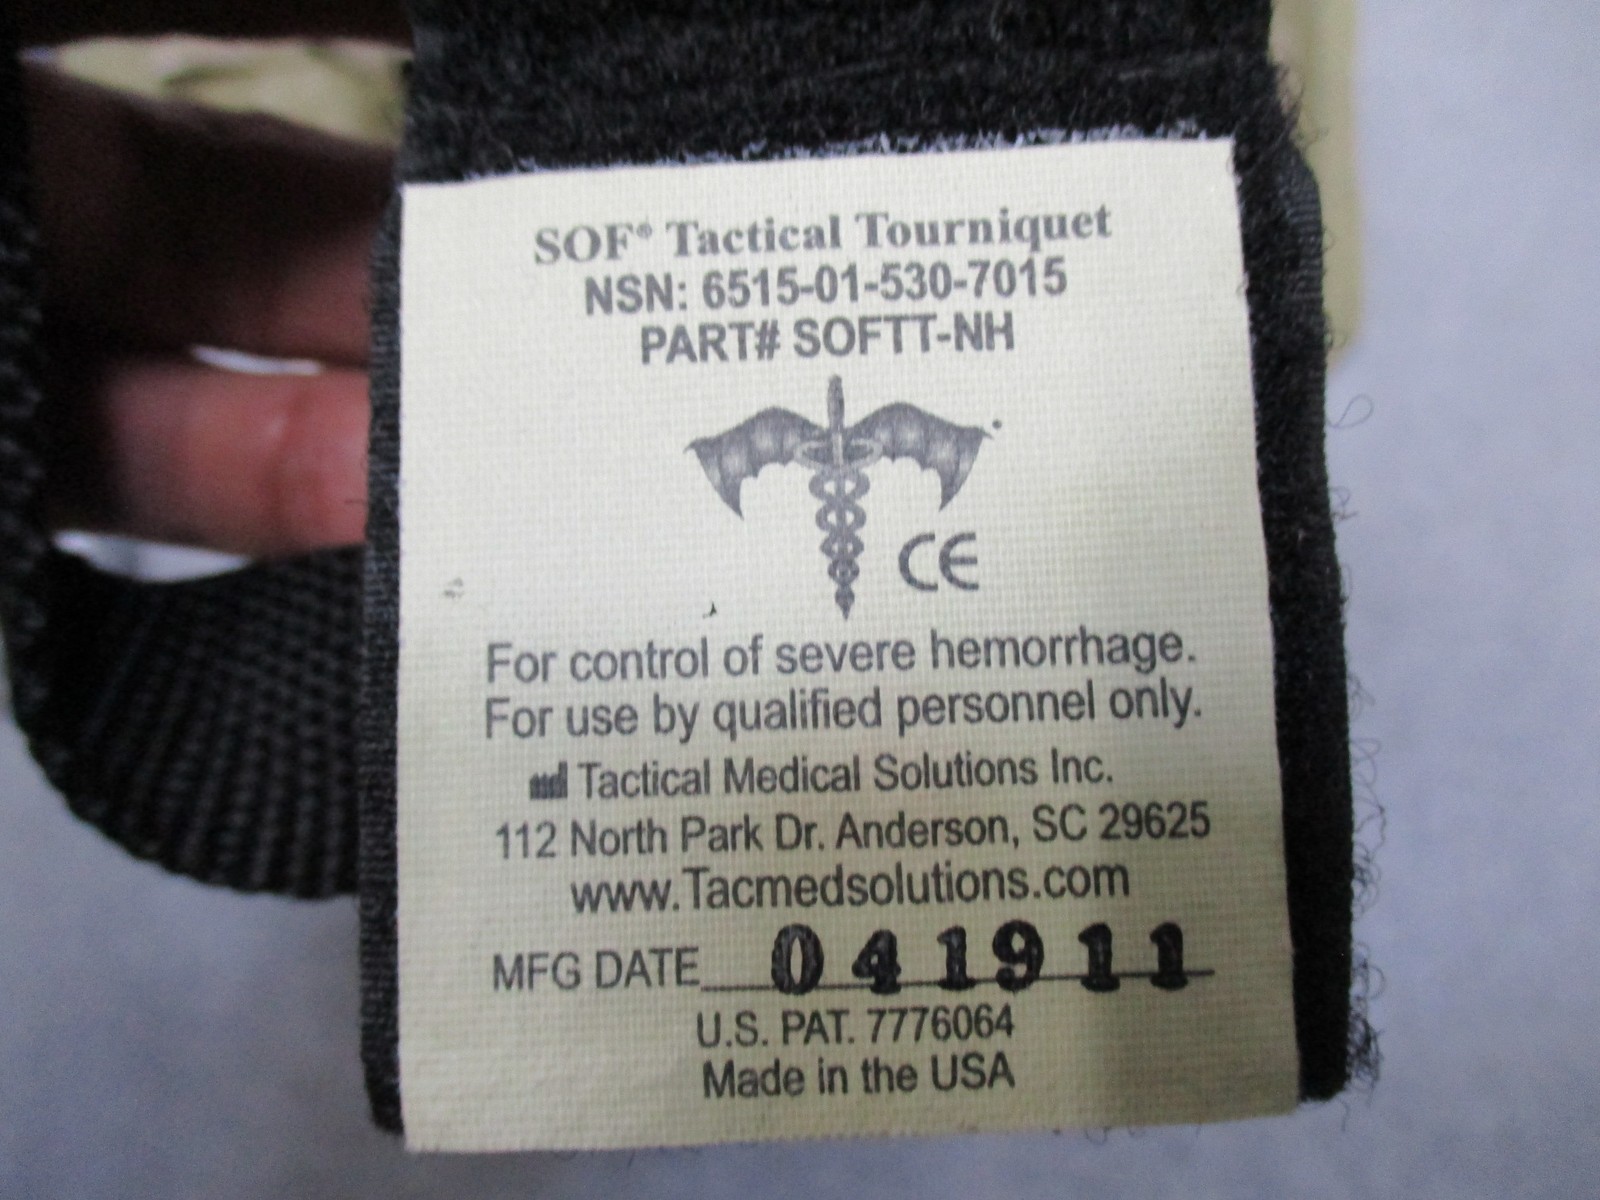 SOF® Tactical Tourniquet
NSN: 6515-01-530-7015
PART# SOFTT-NH
CE
For control of severe hemorrhage.
For use by qualified personnel only.
Tactical Medical Solutions Inc.
112 North Park Dr. Anderson, SC 29625
www.Tacmedsolutions.com
MFG DATE 041911
U.S. PAT. 7776064
Made in the USA